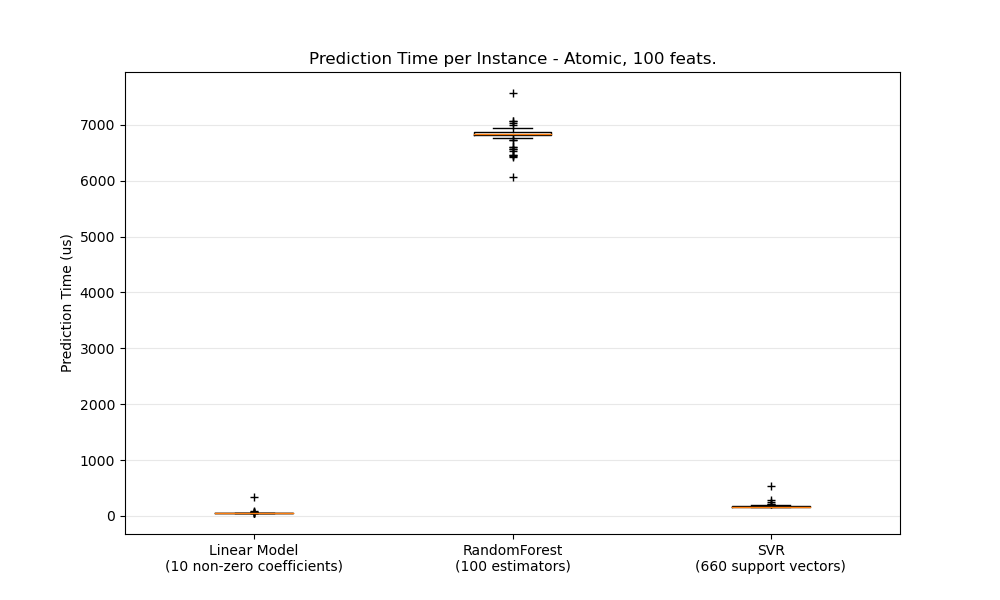 Prediction Time per Instance - Atomic, 100 feats.
Prediction Time (us)
7000
6000
5000
4000
3000
2000
1000
0
Linear Model
(10 non-zero coefficients)
RandomForest
(100 estimators)
SVR
(660 support vectors)